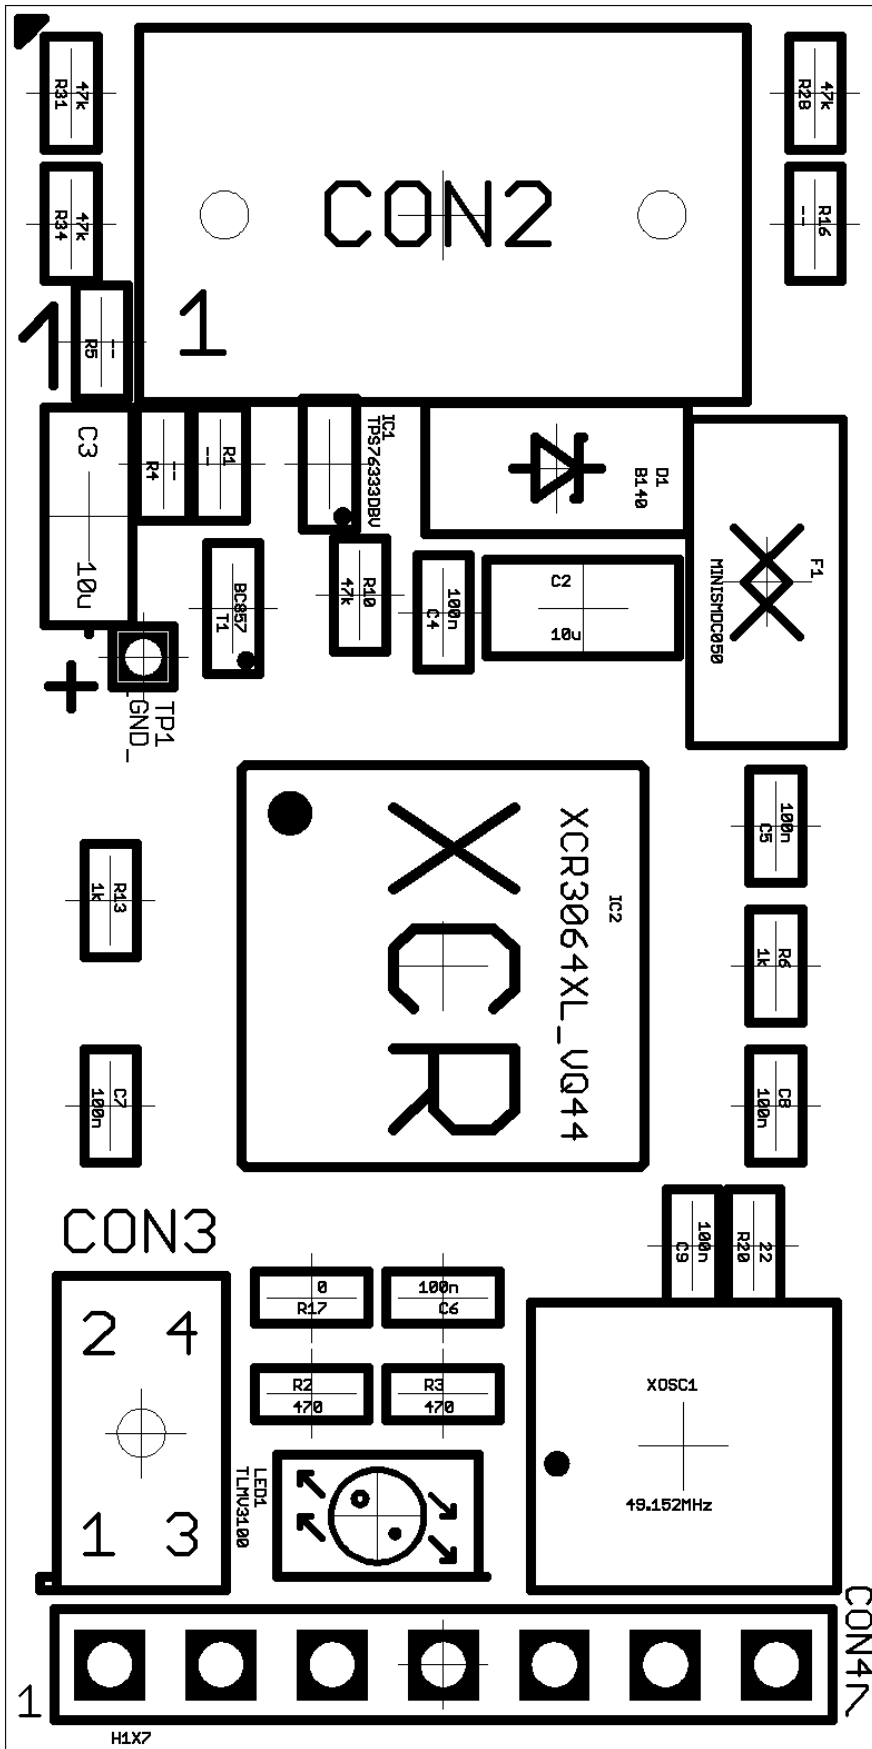 R31
47k
R28
47k
CON2
R34
47k
R16
--
1
1
R5
--
C3
10u
R4
--
R1
--
IC1
TPS76333DBV
D1
B140
F1
MINISMDC050
BC857
T1
R10
47k
100n
C4
C2
10u
+
TP1
_GND_
XCR
XCR3064XL_VQ44
IC2
100n
C5
R13
1k
R6
1k
C7
100n
C8
100n
CON3
100n
C9
22
R20
0
R17
100n
C6
2 4
R2
470
R3
470
XOSC1
LED1
TLMV3100
49.152MHz
1 3
CON4
7
1
H1X7